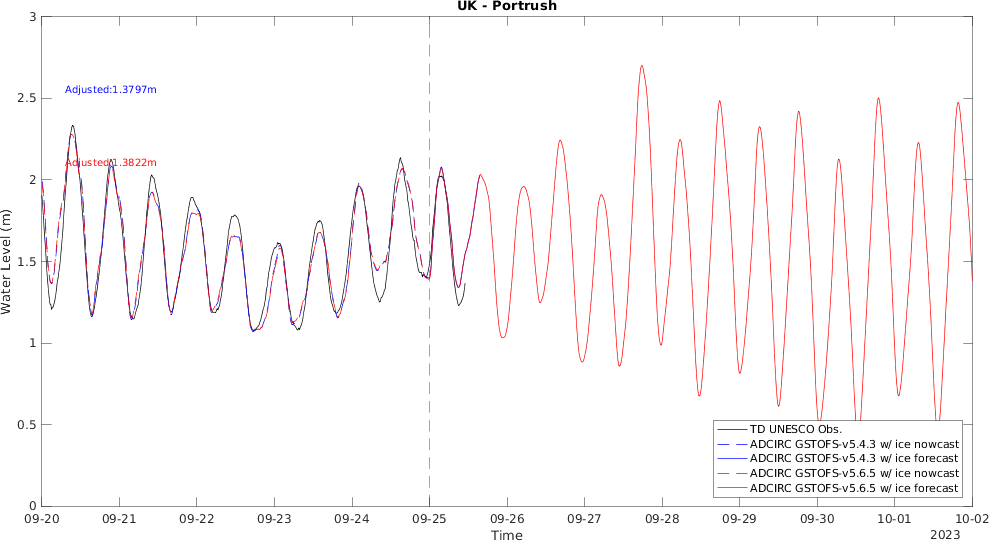 UK - Portrush
3
2.5
2
1.5
1
0.5
0
Water Level (m)
Adjusted:1.3797m
Adjusted:1.3822m
TD UNESCO Obs.
ADCIRC GSTOFS-v5.4.3 w/ ice nowcast
ADCIRC GSTOFS-v5.4.3 w/ ice forecast
ADCIRC GSTOFS-v5.6.5 w/ ice nowcast
ADCIRC GSTOFS-v5.6.5 w/ ice forecast
09-20 09-21 09-22 09-23 09-24 09-25 09-26 09-27 09-28 09-29 09-30 10-01 10-02
Time
2023